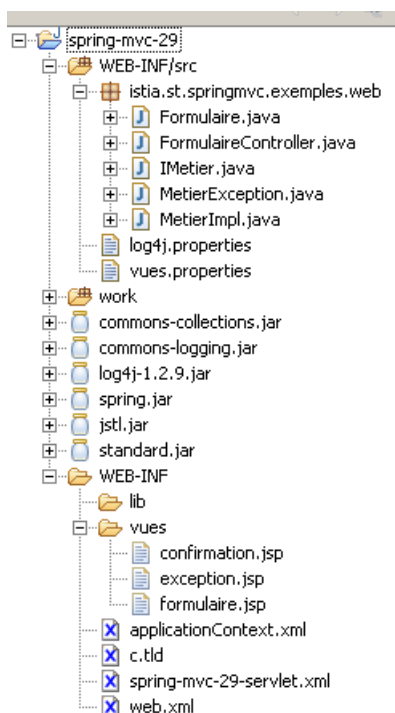 spring-mvc-29
WEB-INF/src
istia.st.springmvc.exemples.web
Formulaire.java
FormulaireController.java
IMetier.java
MetierException.java
MetierImpl.java
log4j.properties
vues.properties
work
commons-collections.jar
commons-logging.jar
log4j-1.2.9.jar
spring.jar
jstl.jar
standard.jar
WEB-INF
lib
vues
confirmation.jsp
exception.jsp
formulaire.jsp
applicationContext.xml
c.tld
spring-mvc-29-servlet.xml
web.xml